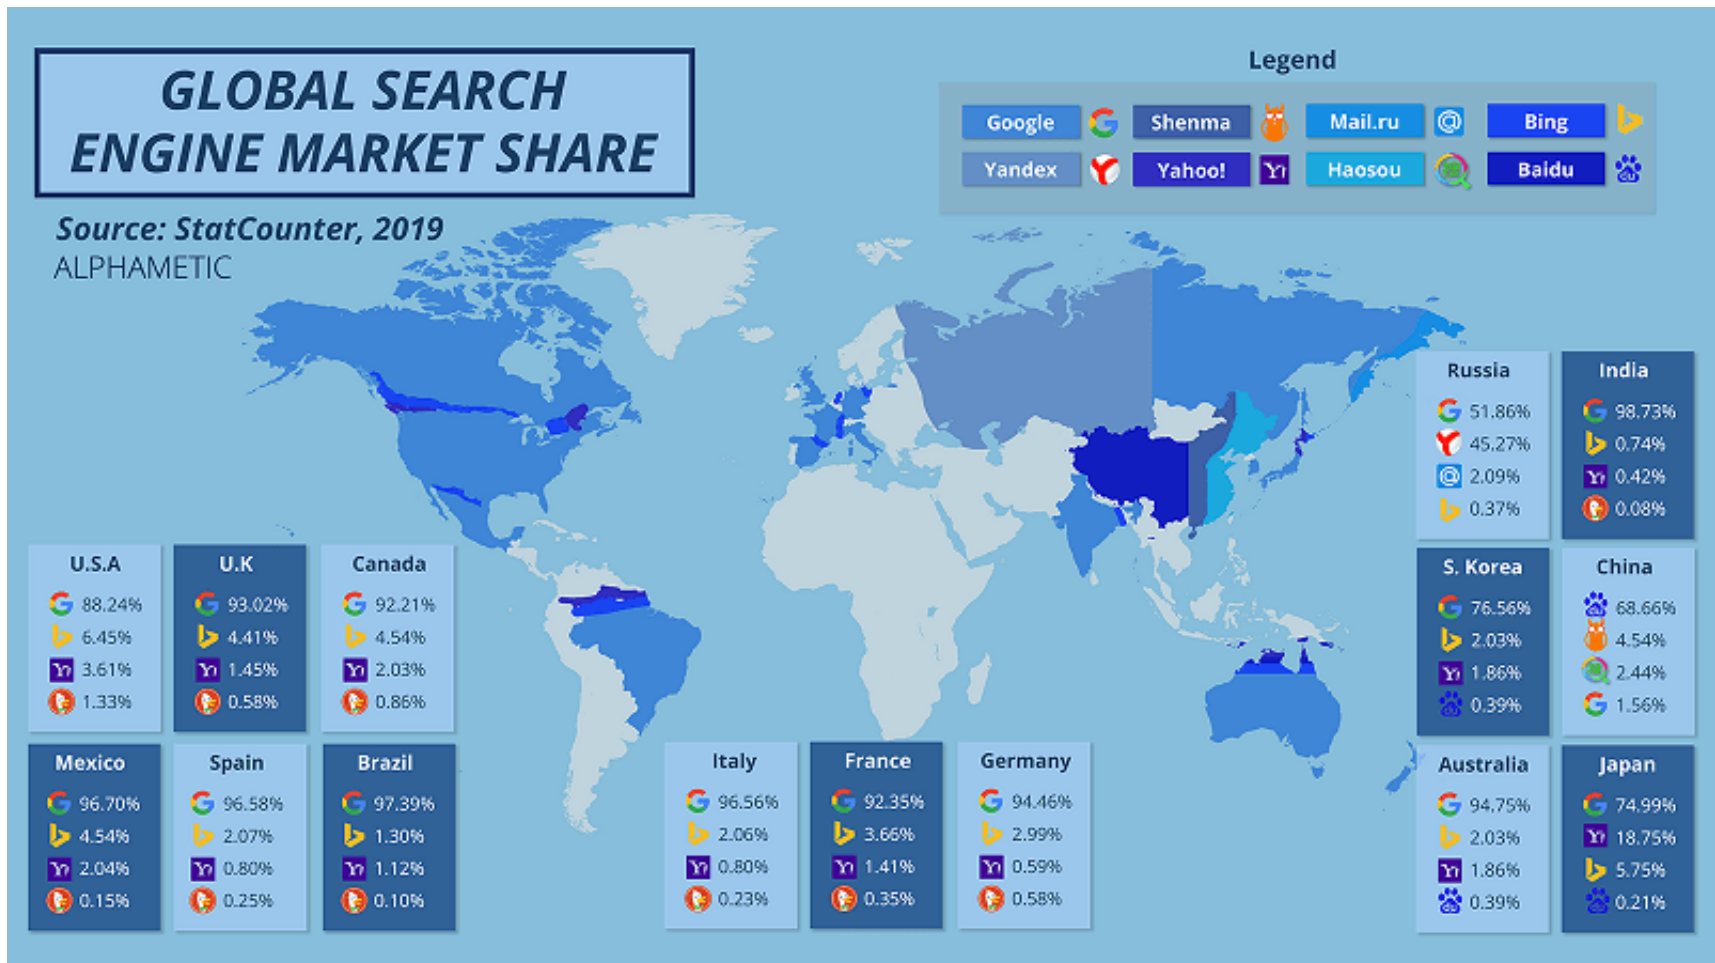 GLOBAL SEARCH
ENGINE MARKET SHARE
Source: StatCounter, 2019
ALPHAMETIC
Legend
Google
Shenma
Mail.ru
Bing
Yandex
Yahoo!
Haosou
Baidu
U.S.A
88.24%
6.45%
3.61%
1.33%
U.K
93.02%
4.41%
1.45%
0.58%
Canada
92.21%
4.54%
2.03%
0.86%
Mexico
96.70%
4.54%
2.04%
0.15%
Spain
96.58%
2.07%
0.80%
0.25%
Brazil
97.39%
1.30%
1.12%
0.10%
Italy
96.56%
2.06%
0.80%
0.23%
France
92.35%
3.66%
1.41%
0.35%
Germany
94.46%
2.99%
0.59%
0.58%
Russia
51.86%
45.27%
2.09%
0.37%
India
98.73%
0.74%
0.42%
0.08%
S. Korea
76.56%
2.03%
1.86%
0.39%
China
68.66%
4.54%
2.44%
1.56%
Australia
94.75%
2.03%
1.86%
0.39%
Japan
74.99%
18.75%
5.75%
0.21%